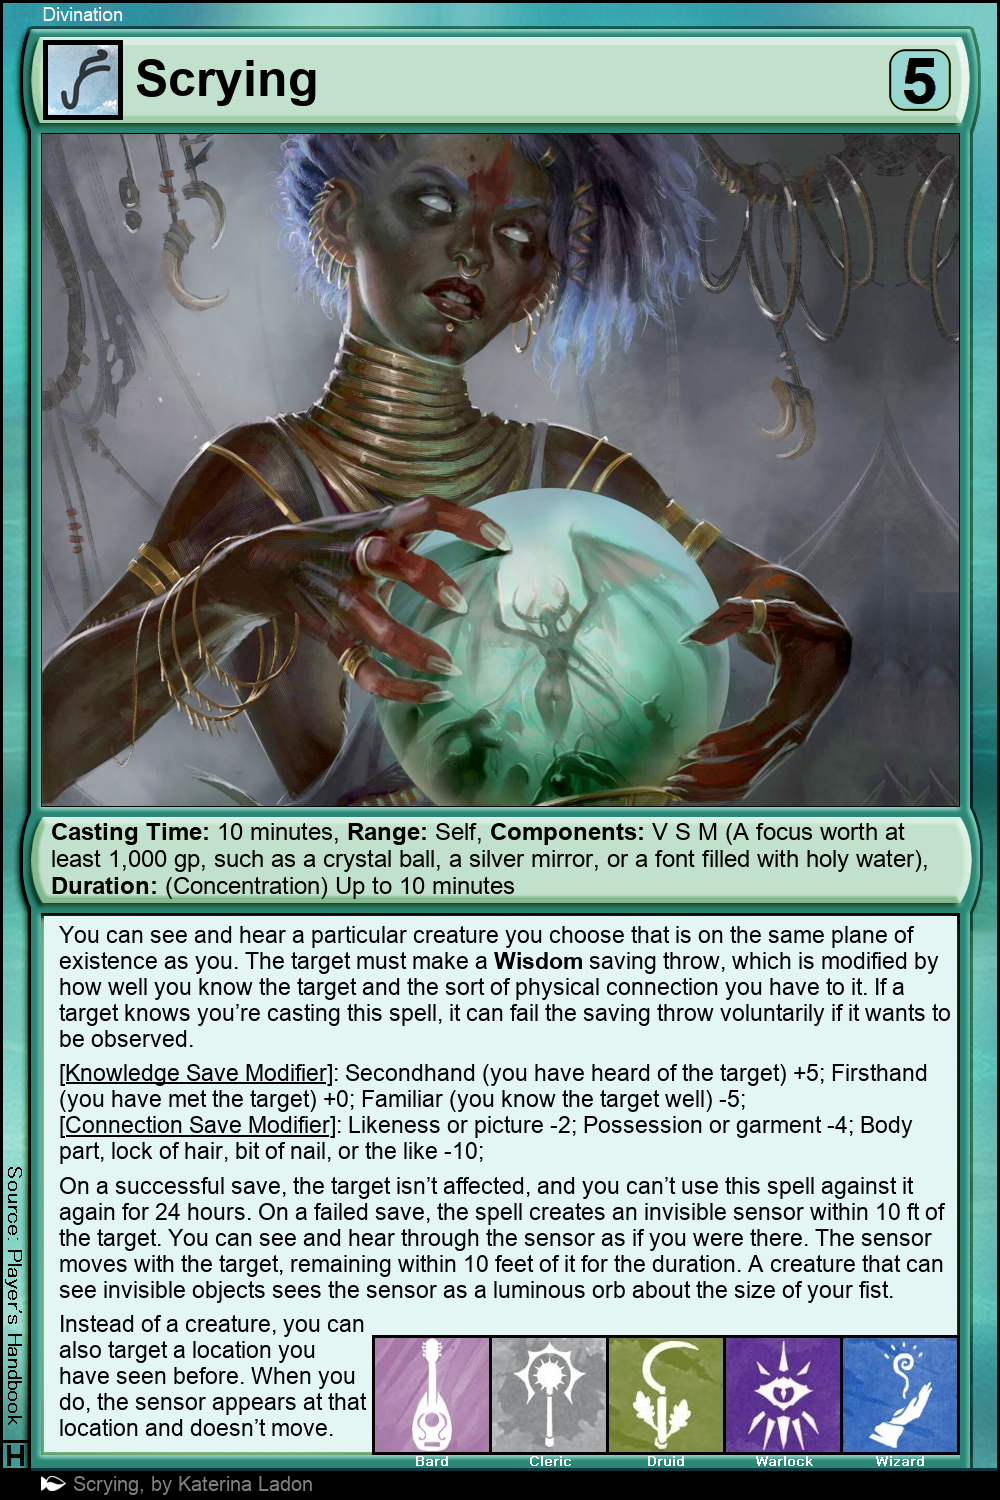 Divination
Scrying
5
Casting Time: 10 minutes, Range: Self, Components: V S M (A focus worth at
least 1,000 gp, such as a crystal ball, a silver mirror, or a font filled with holy water),
Duration: (Concentration) Up to 10 minutes
You can see and hear a particular creature you choose that is on the same plane of
existence as you. The target must make a Wisdom saving throw, which is modified by
how well you know the target and the sort of physical connection you have to it. If a
target knows you're casting this spell, it can fail the saving throw voluntarily if it wants to
be observed.
[Knowledge Save Modifier]: Secondhand (you have heard of the target) +5; Firsthand
(you have met the target) +0; Familiar (you know the target well) -5;
[Connection Save Modifier]: Likeness or picture -2; Possession or garment -4; Body
part, lock of hair, bit of nail, or the like -10;
On a successful save, the target isn't affected, and you can't use this spell against it
again for 24 hours. On a failed save, the spell creates an invisible sensor within 10 ft of
the target. You can see and hear through the sensor as if you were there. The sensor
moves with the target, remaining within 10 feet of it for the duration. A creature that can
see invisible objects sees the sensor as a luminous orb about the size of your fist.
Instead of a creature, you can
also target a location you
have seen before. When you
do, the sensor appears at that
location and doesn't move.
Bard
Cleric
Druid
Warlock
Wizard
Source: Player's Handbook
H
Scrying, by Katerina Ladon